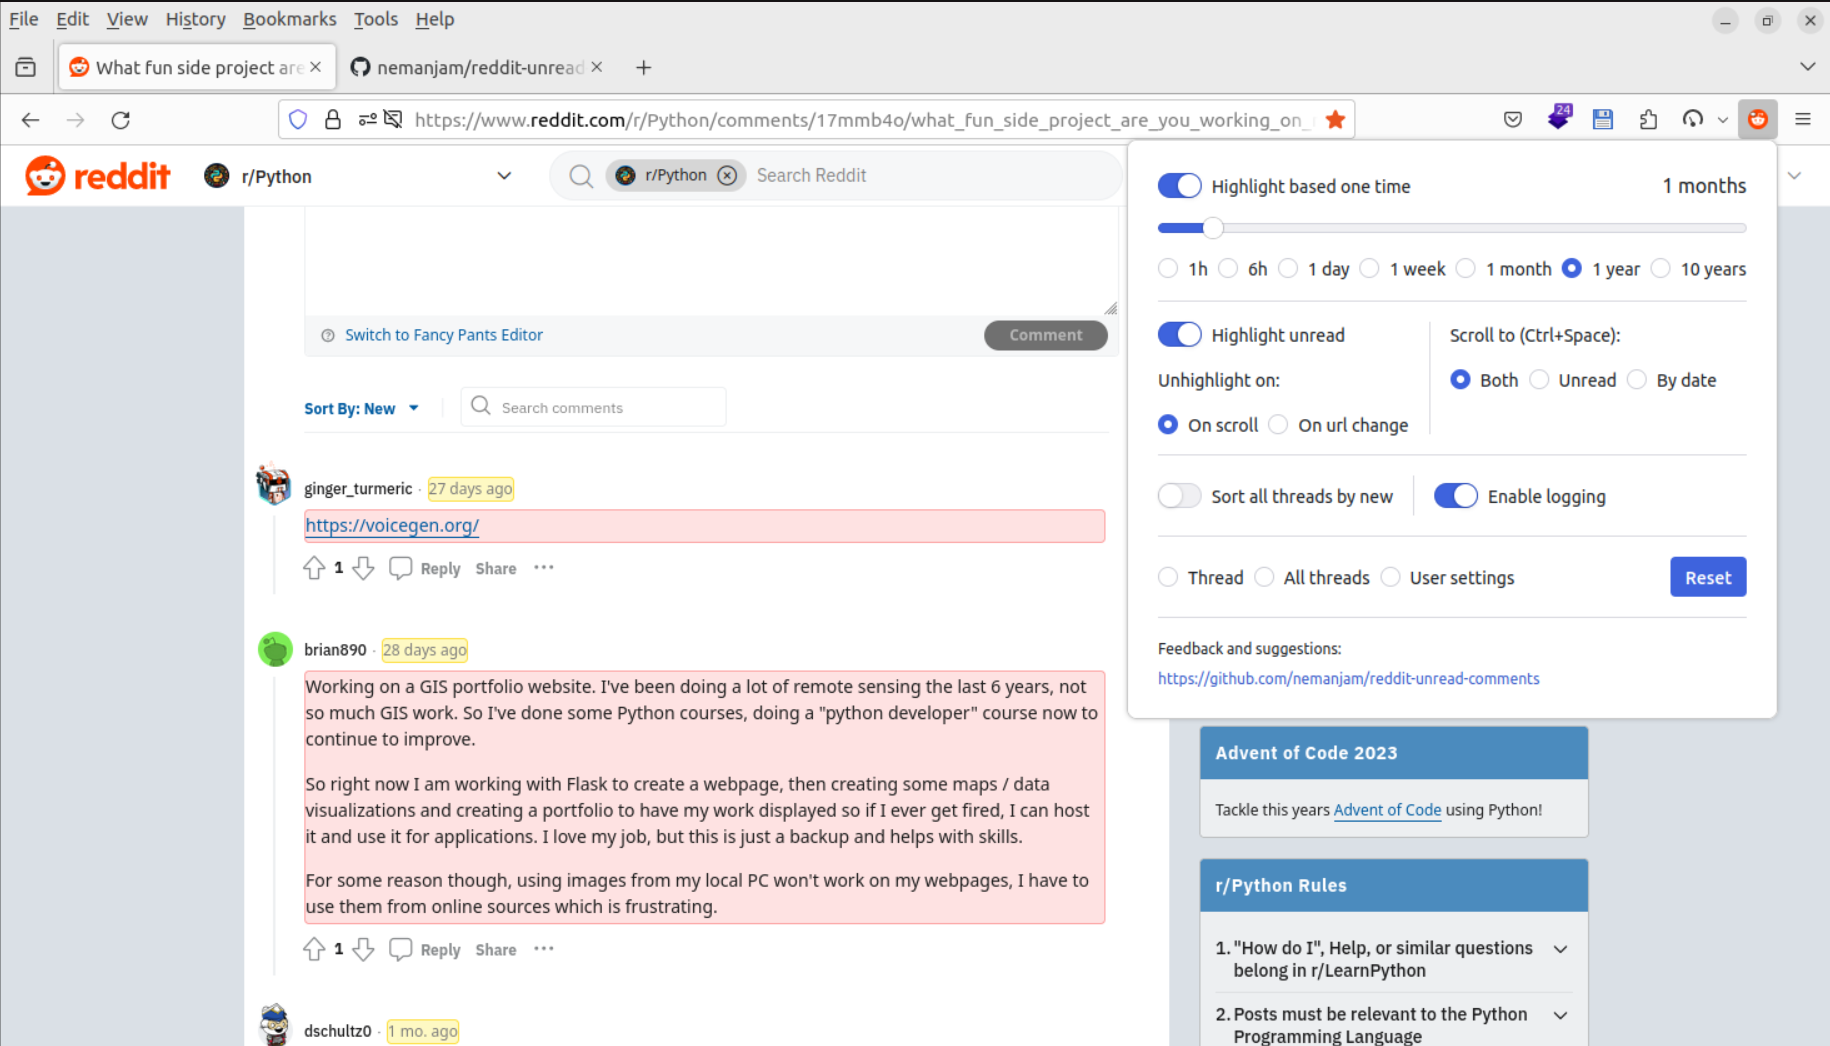 File Edit View History Bookmarks Tools Help
What fun side project are
nemanjam/reddit-unread
https://www.reddit.com/r/Python/comments/17mmb4o/what_fun_side_project_are_you_working_on_
24
reddit
r/Python
r/Python
Search Reddit
Switch to Fancy Pants Editor
Comment
Sort By: New
Search comments
ginger_turmeric · 27 days ago
https://voicegen.org/
1 Reply Share ···
brian890 · 28 days ago
Working on a GIS portfolio website. I've been doing a lot of remote sensing the last 6 years, not
so much GIS work. So I've done some Python courses, doing a "python developer" course now to
continue to improve.
So right now I am working with Flask to create a webpage, then creating some maps / data
visualizations and creating a portfolio to have my work displayed so if I ever get fired, I can host
it and use it for applications. I love my job, but this is just a backup and helps with skills.
For some reason though, using images from my local PC won't work on my webpages, I have to
use them from online sources which is frustrating.
1 Reply Share ···
dschultz0 · 1 mo. ago
Highlight based one time
1 months
1h 6h 1 day 1 week 1 month 1 year 10 years
Highlight unread
Unhighlight on:
On scroll On url change
Scroll to (Ctrl+Space):
Both Unread By date
Sort all threads by new
Enable logging
Thread All threads User settings
Reset
Feedback and suggestions:
https://github.com/nemanjam/reddit-unread-comments
Advent of Code 2023
Tackle this years Advent of Code using Python!
r/Python Rules
1. "How do I", Help, or similar questions
belong in r/LearnPython
2. Posts must be relevant to the Python
Programming Language